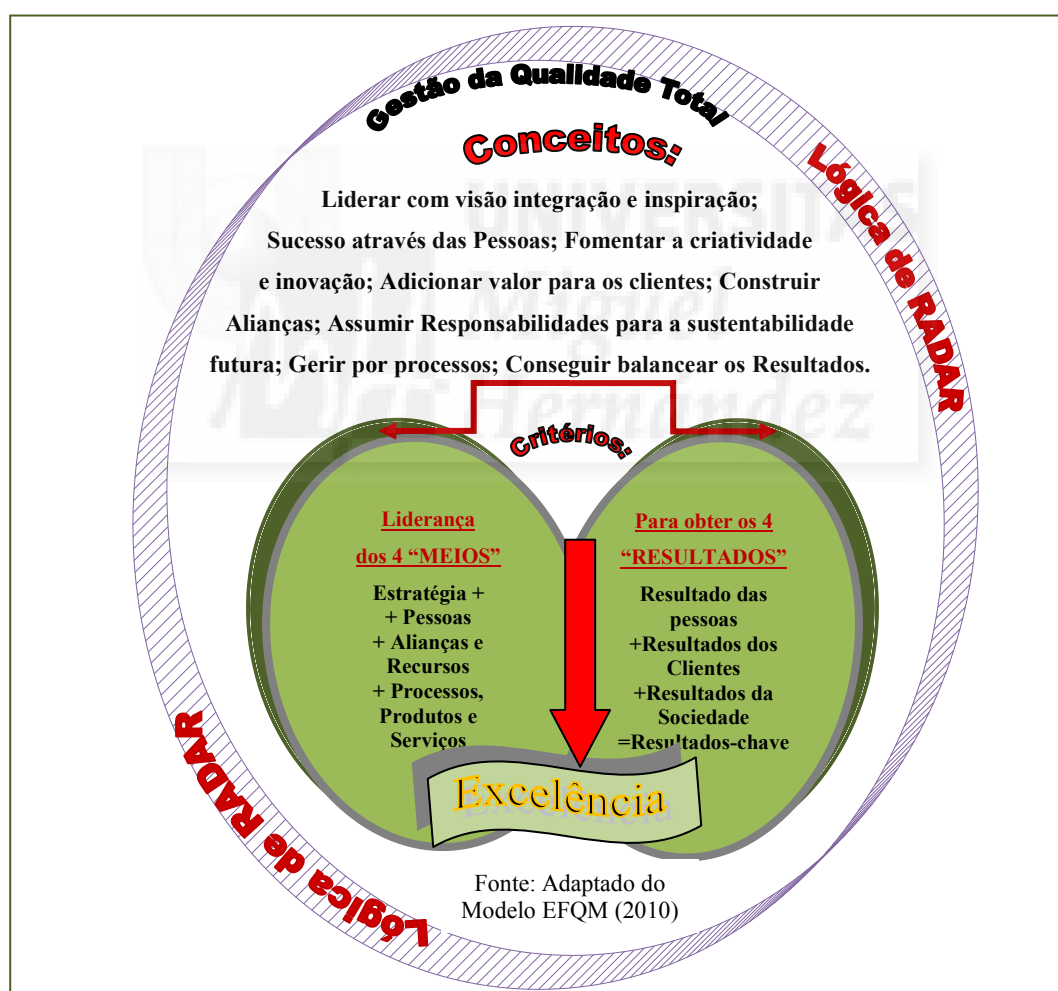 Gestão da Qualidade Total
Conceitos:
Lógica de RADAR
Liderar com visão integração e inspiração;
Sucesso através das Pessoas; Fomentar a criatividade
e inovação; Adicionar valor para os clientes; Construir
Alianças; Assumir Responsabilidades para a sustentabilidade
futura; Gerir por processos; Conseguir balancear os Resultados.
Critérios:
Liderança
dos 4 “MEIOS”
Estratégia +
+ Pessoas
+ Alianças e
Recursos
+ Processos,
Produtos e
Serviços
Para obter os 4
“RESULTADOS”
Resultado das
pessoas
+Resultados dos
Clientes
+Resultados da
Sociedade
=Resultados-chave
Excelência
Lógica de RADAR
Fonte: Adaptado do
Modelo EFQM (2010)
UNIVERSITAS
Miguel
Hernández